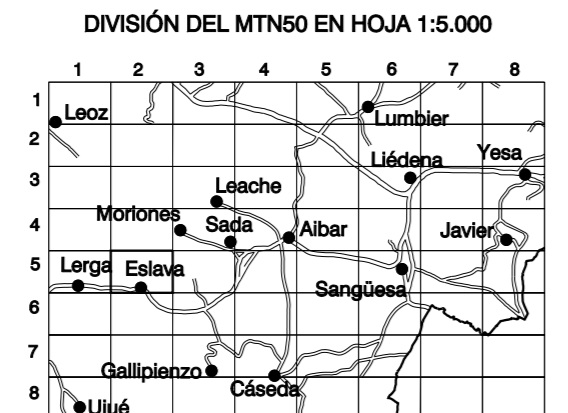 DIVISIÓN DEL MTN50 EN HOJA 1:5.000
1 2 3 4 5 6 7 8
1
Leoz
Lumbier
2
Liédena
Yesa
3
Leache
Moriones
4
Sada
Aibar
Javier
5
Lerga
Eslava
Sangüesa
6
7
Gallipienzo
Cáseda
8
Ujué